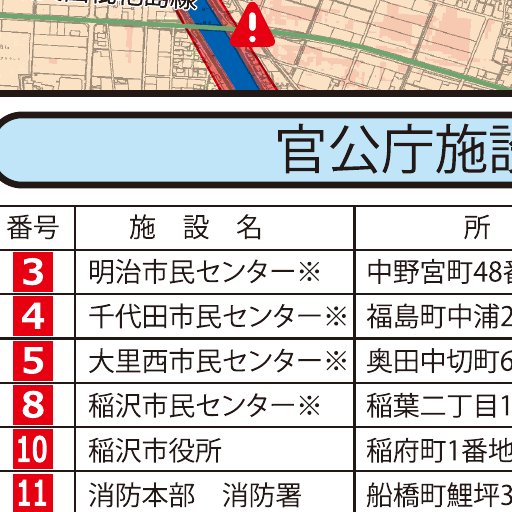 官公庁施設
番号 施 設 名 所
3 明治市民センター※ 中野宮町48番
4 千代田市民センター※ 福島町中浦2
5 大里西市民センター※ 奥田中切町6
8 稲沢市民センター※ 稲葉二丁目1
10 稲沢市役所 稲府町1番地
11 消防本部 消防署 船橋町鯉坪3